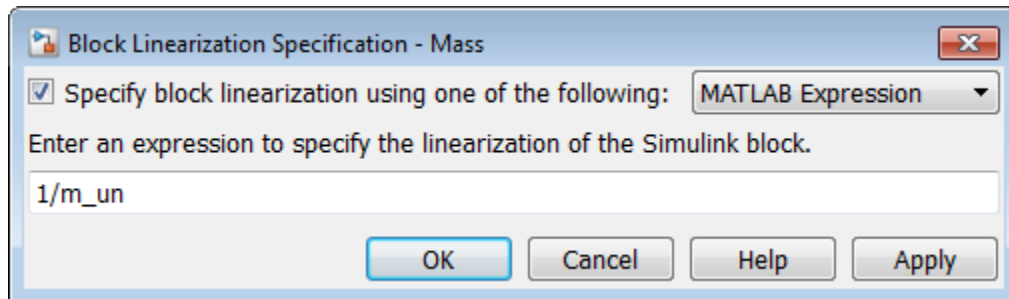 Block Linearization Specification - Mass
Specify block linearization using one of the following: MATLAB Expression
Enter an expression to specify the linearization of the Simulink block.
1/m_un
OK Cancel Help Apply